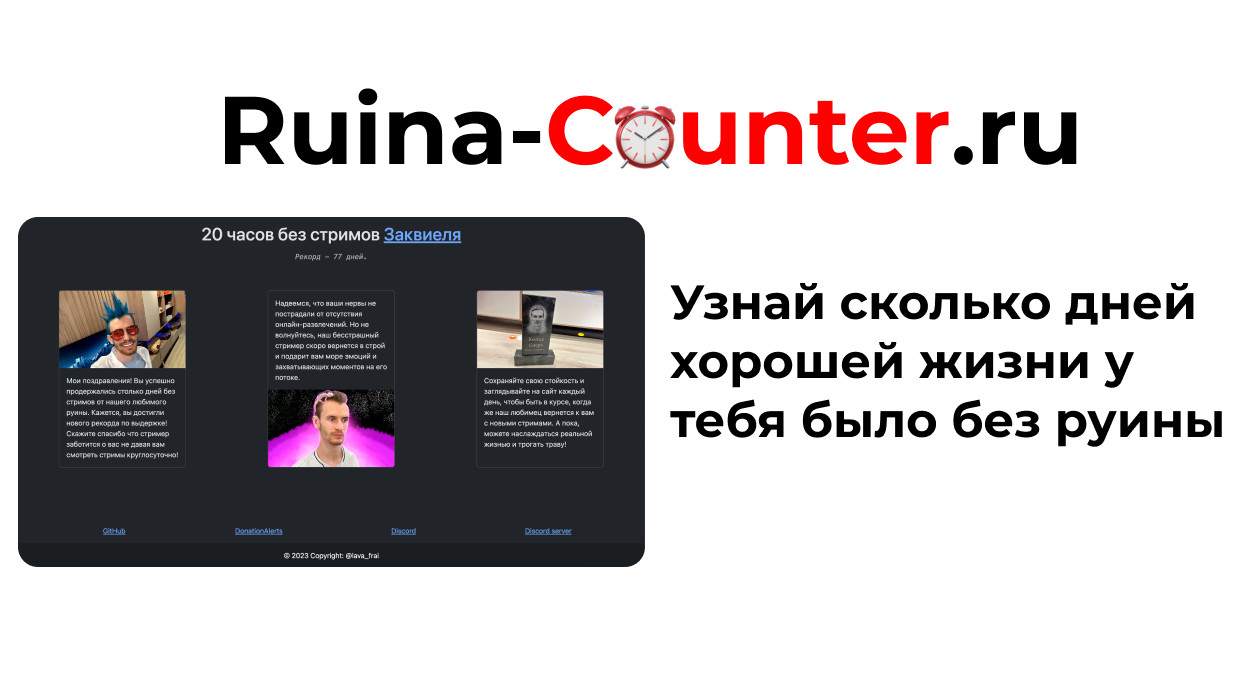 Ruina-Counter.ru
20 часов без стримов Заквиеля
Рекорд — 77 дней.
Мои поздравления! Вы успешно
продержались столько дней без
стримов от нашего любимого
руины. Кажется, вы достигли
нового рекорда по выдержке!
Скажите спасибо что стример
заботится о вас не давая вам
смотреть стримы круглосуточно!
Надеемся, что ваши нервы не
пострадали от отсутствия
онлайн-развлечений. Но не
волнуйтесь, наш бесстрашный
стример скоро вернется в строй
и подарит вам море эмоций и
захватывающих моментов на его
потоке.
Сохраняйте свою стойкость и
заглядывайте на сайт каждый
день, чтобы быть в курсе, когда
же наш любимец вернется к вам
с новыми стримами. А пока,
можете наслаждаться реальной
жизнью и трогать траву!
GitHub
DonationAlerts
Discord
Discord server
© 2023 Copyright: @lava_frai
Узнай сколько дней
хорошей жизни у
тебя было без руины